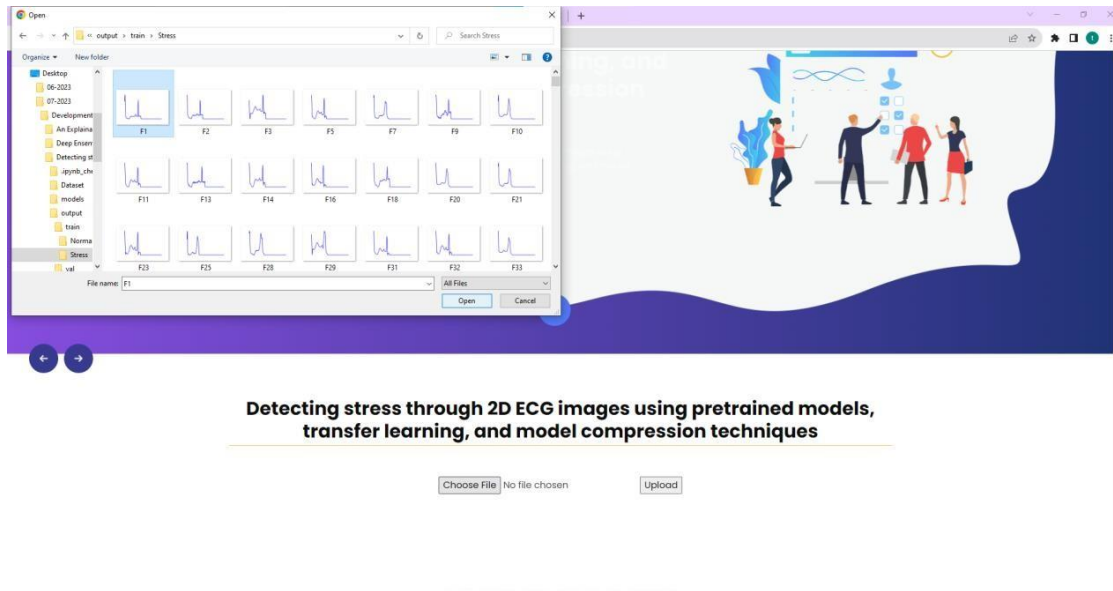 Open
« output › train › Stress
Search Stress
Organize
New folder
Desktop
06-2023
07-2023
Development
An Explaina
Deep Ensem
Detecting st
.ipynb_che
Dataset
models
output
train
Norma
Stress
val
F1 F2 F3 F5 F7 F9 F10
F11 F13 F14 F16 F18 F20 F21
F23 F25 F28 F29 F31 F32 F33
File name: F1
All Files
Open Cancel
Detecting stress through 2D ECG images using pretrained models,
transfer learning, and model compression techniques
Choose File No file chosen Upload